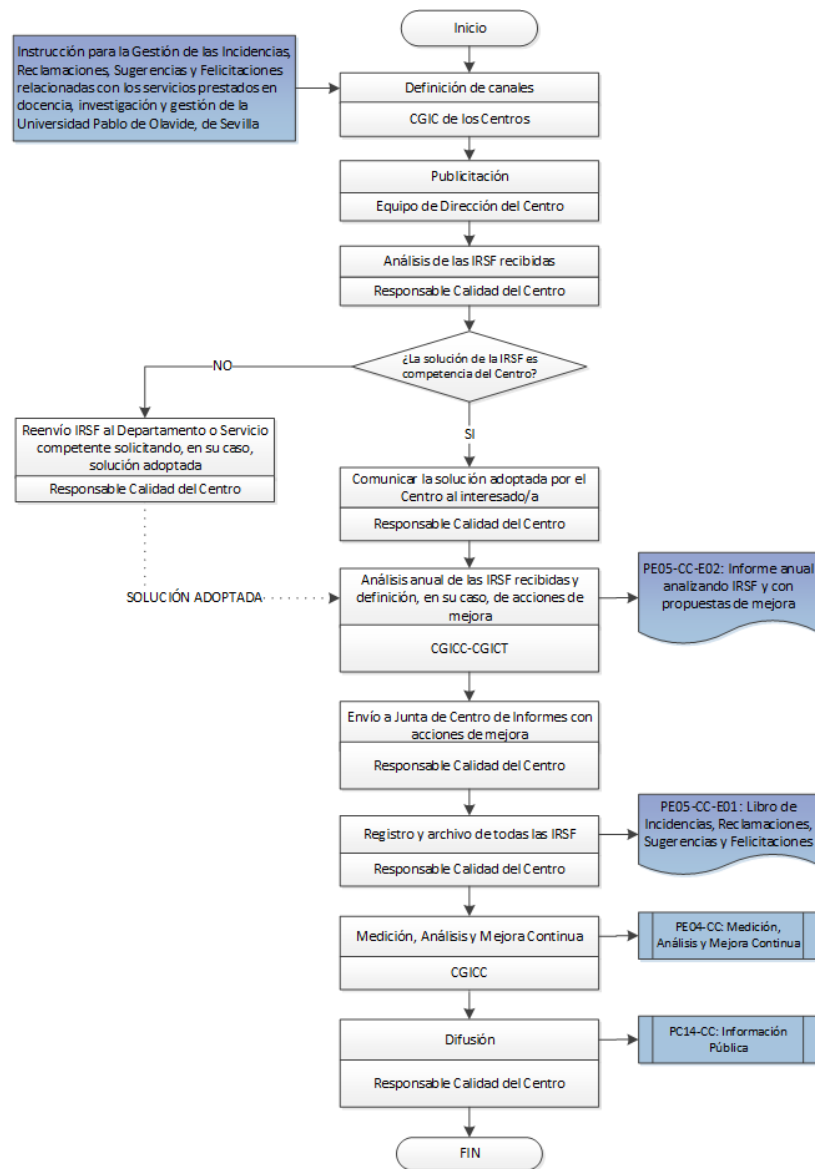 Inicio
Instrucción para la Gestión de las Incidencias,
Reclamaciones, Sugerencias y Felicitaciones
relacionadas con los servicios prestados en
docencia, investigación y gestión de la
Universidad Pablo de Olavide, de Sevilla
Definición de canales
CGIC de los Centros
Publicitación
Equipo de Dirección del Centro
Análisis de las IRSF recibidas
Responsable Calidad del Centro
¿La solución de la IRSF es
competencia del Centro?
NO
SI
Reenvío IRSF al Departamento o Servicio
competente solicitando, en su caso,
solución adoptada
Responsable Calidad del Centro
Comunicar la solución adoptada por el
Centro al interesado/a
Responsable Calidad del Centro
SOLUCIÓN ADOPTADA
Análisis anual de las IRSF recibidas y
definición, en su caso, de acciones de
mejora
CGICC-CGICT
PE05-CC-E02: Informe anual
analizando IRSF y con
propuestas de mejora
Envío a Junta de Centro de Informes con
acciones de mejora
Responsable Calidad del Centro
Registro y archivo de todas las IRSF
Responsable Calidad del Centro
PE05-CC-E01: Libro de
Incidencias, Reclamaciones,
Sugerencias y Felicitaciones
Medición, Análisis y Mejora Continua
CGICC
PE04-CC: Medición,
Análisis y Mejora Continua
Difusión
Responsable Calidad del Centro
PC14-CC: Información
Pública
FIN